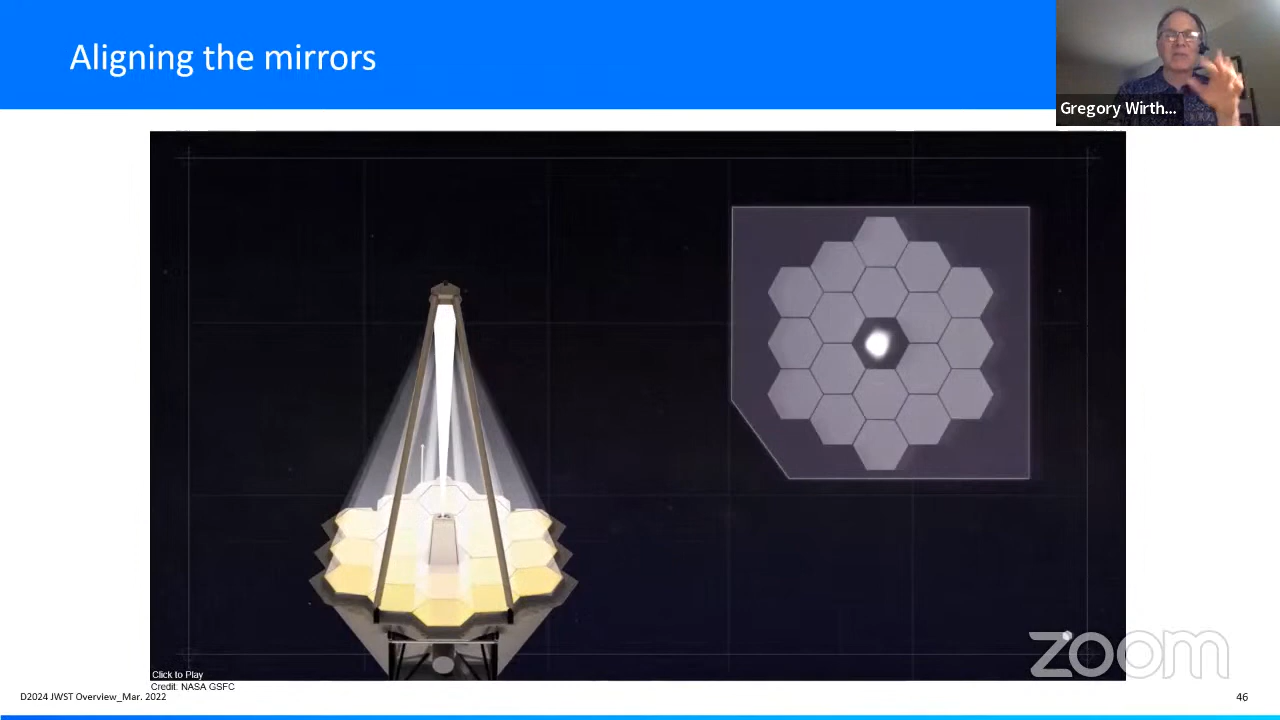 Aligning the mirrors
Gregory Wirth...
Click to Play
Credit: NASA GSFC
D2024 JWST Overview_Mar. 2022
zoom
46